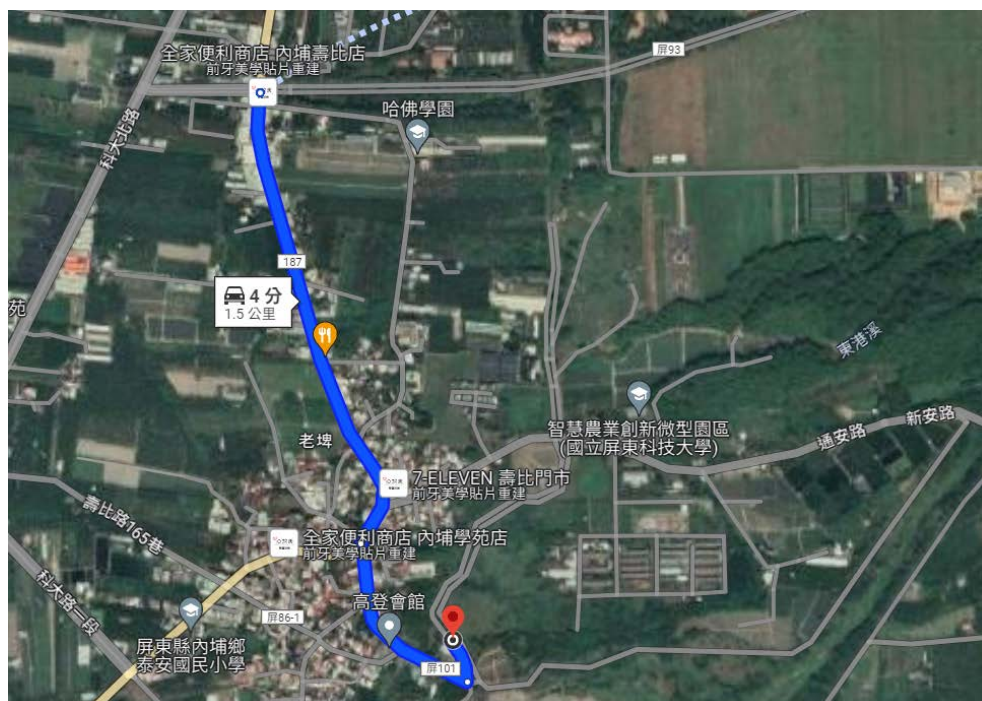 屏93
全家便利商店 內埔壽比店
前牙美學貼片重建
哈佛學園
科大北路
187
4 分
1.5 公里
苑
東港溪
智慧農業創新微型園區
(國立屏東科技大學)
新安路
通安路
老埤
7-ELEVEN 壽比門市
前牙美學貼片重建
壽比路165巷
全家便利商店 內埔學苑店
前牙美學貼片重建
科大路一段
高登會館
屏86-1
屏東縣內埔鄉
泰安國民小學
屏101